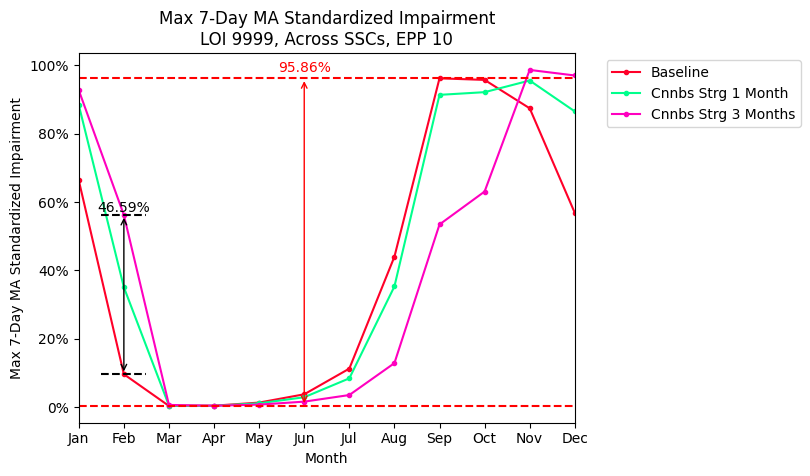 Max 7-Day MA Standardized Impairment
LOI 9999, Across SSCs, EPP 10
Max 7-Day MA Standardized Impairment
100%
80%
60%
40%
20%
0%
95.86%
46.59%
Jan Feb Mar Apr May Jun Jul Aug Sep Oct Nov Dec
Month
Baseline
Cnnbs Strg 1 Month
Cnnbs Strg 3 Months